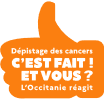 Dépistage des cancers
C'EST FAIT !
ET VOUS ?
L'Occitanie réagit